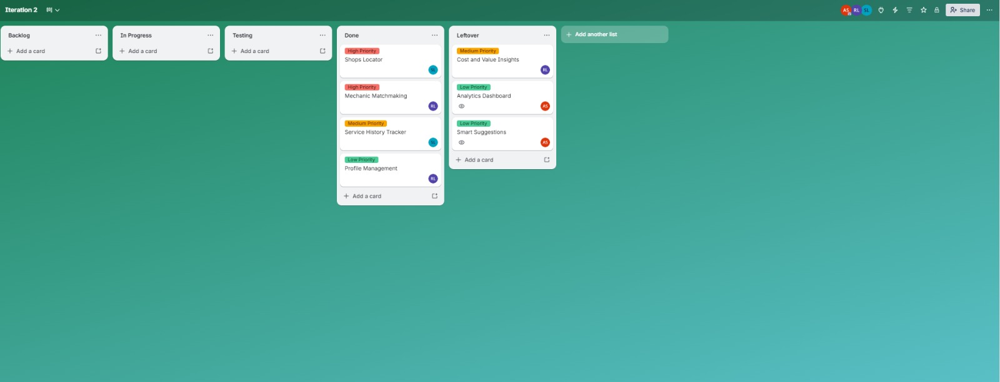 Iteration 2
AS RL SL
Share
Backlog
Add a card
In Progress
Add a card
Testing
Add a card
Done
High Priority
Shops Locator
SL
High Priority
Mechanic Matchmaking
RL
Medium Priority
Service History Tracker
SL
Low Priority
Profile Management
RL
Add a card
Leftover
Medium Priority
Cost and Value Insights
RL
Low Priority
Analytics Dashboard
AS
Low Priority
Smart Suggestions
AS
Add a card
Add another list